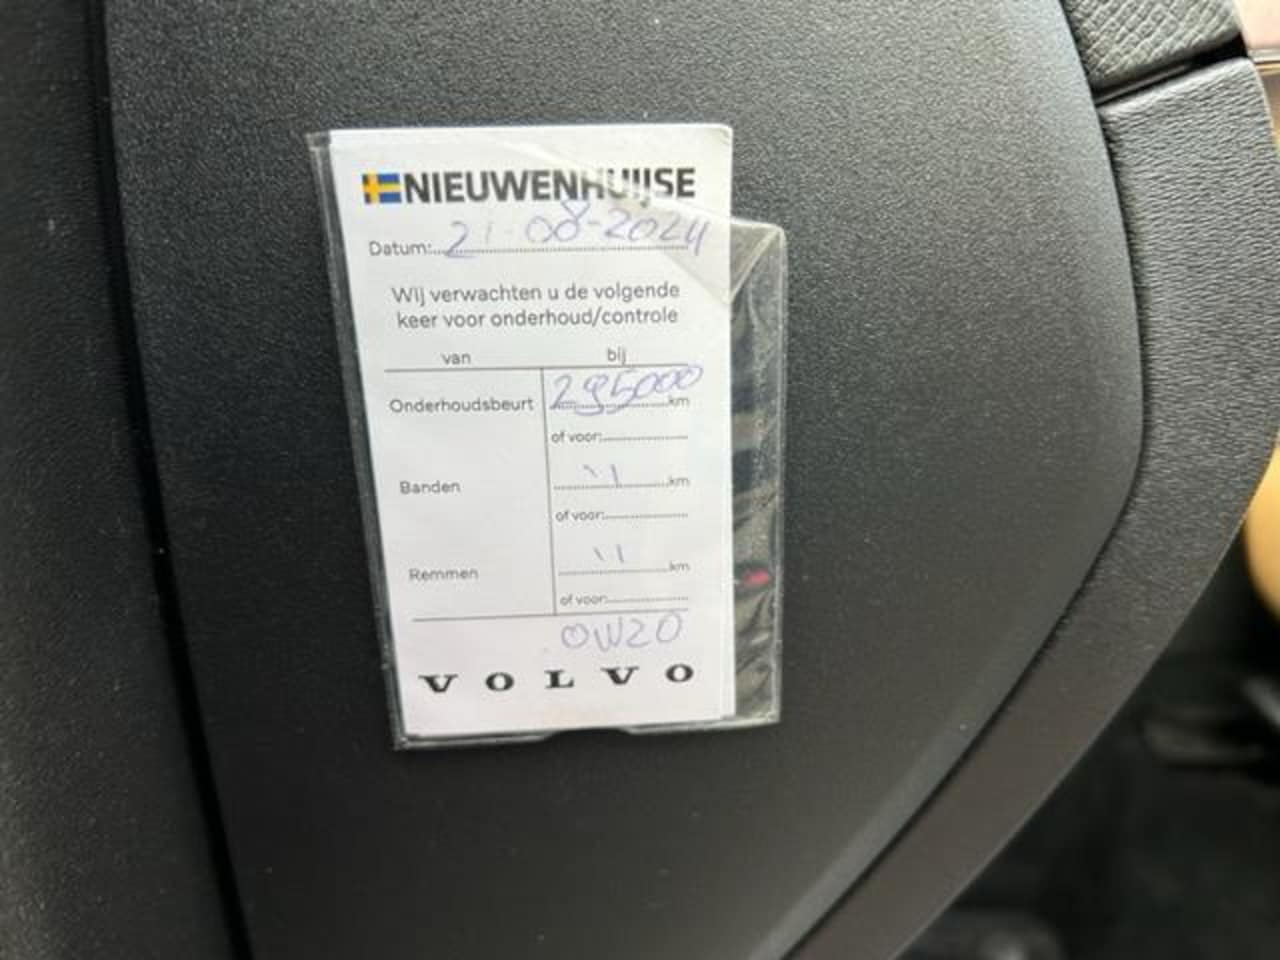 NIEUWENHUIJSE
Datum: 21-08-2024
Wij verwachten u de volgende
keer voor onderhoud/controle
van bij
Onderhoudsbeurt 295000 km
of voor:
Banden '' km
of voor:
Remmen '' km
of voor:
0W20
VOLVO